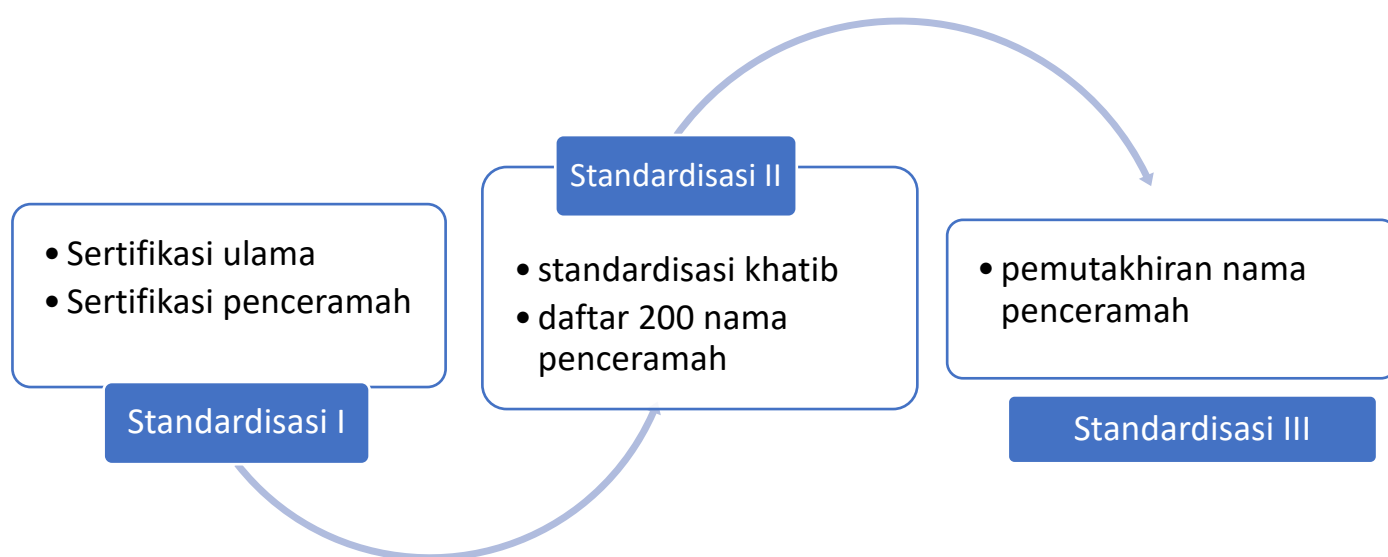 • Sertifikasi ulama
• Sertifikasi penceramah
Standardisasi I
Standardisasi II
• standardisasi khatib
• daftar 200 nama
penceramah
• pemutakhiran nama
penceramah
Standardisasi III